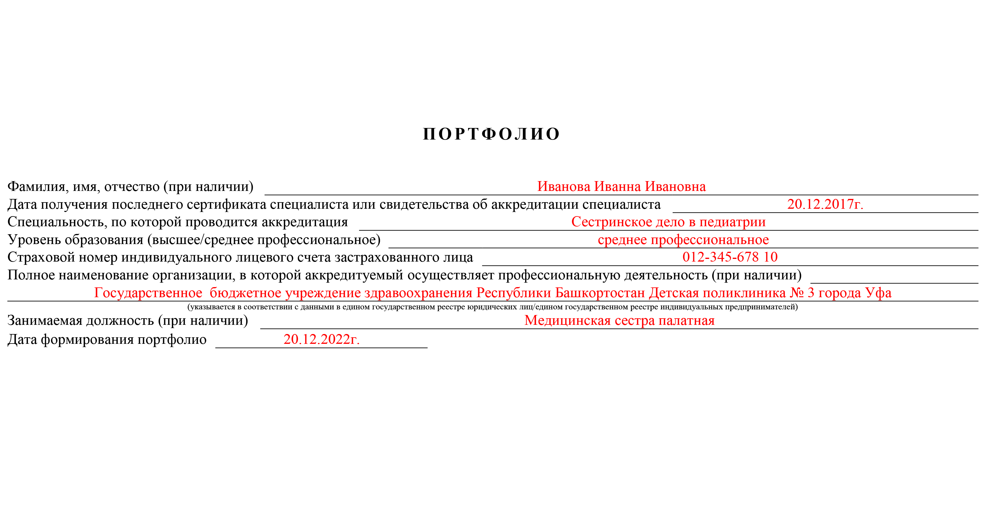 ПОРТФОЛИО
Фамилия, имя, отчество (при наличии) Иванова Иванна Ивановна
Дата получения последнего сертификата специалиста или свидетельства об аккредитации специалиста 20.12.2017г.
Специальность, по которой проводится аккредитация Сестринское дело в педиатрии
Уровень образования (высшее/среднее профессиональное) среднее профессиональное
Страховой номер индивидуального лицевого счета застрахованного лица 012-345-678 10
Полное наименование организации, в которой аккредитуемый осуществляет профессиональную деятельность (при наличии)
Государственное  бюджетное учреждение здравоохранения Республики Башкортостан Детская поликлиника № 3 города Уфа
(указывается в соответствии с данными в едином государственном реестре юридических лиц/едином государственном реестре индивидуальных предпринимателей)
Занимаемая должность (при наличии) Медицинская сестра палатная
Дата формирования портфолио 20.12.2022г.